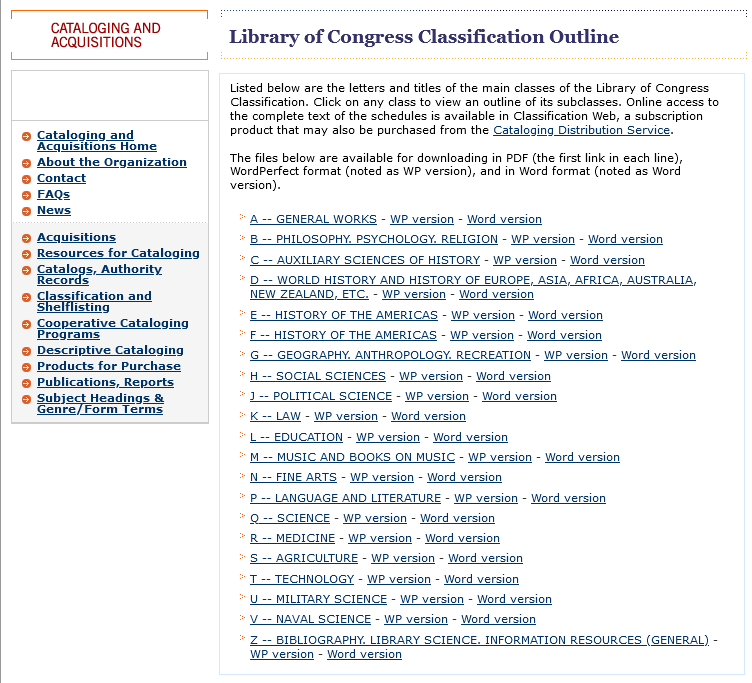 CATALOGING AND
ACQUISITIONS
Cataloging and
Acquisitions Home
About the Organization
Contact
FAQs
News
Acquisitions
Resources for Cataloging
Catalogs, Authority
Records
Classification and
Shelflisting
Cooperative Cataloging
Programs
Descriptive Cataloging
Products for Purchase
Publications, Reports
Subject Headings &
Genre/Form Terms
Library of Congress Classification Outline
Listed below are the letters and titles of the main classes of the Library of Congress
Classification. Click on any class to view an outline of its subclasses. Online access to
the complete text of the schedules is available in Classification Web, a subscription
product that may also be purchased from the Cataloging Distribution Service.
The files below are available for downloading in PDF (the first link in each line),
WordPerfect format (noted as WP version), and in Word format (noted as Word
version).
A -- GENERAL WORKS - WP version - Word version
B -- PHILOSOPHY. PSYCHOLOGY. RELIGION - WP version - Word version
C -- AUXILIARY SCIENCES OF HISTORY - WP version - Word version
D -- WORLD HISTORY AND HISTORY OF EUROPE, ASIA, AFRICA, AUSTRALIA,
NEW ZEALAND, ETC. - WP version - Word version
E -- HISTORY OF THE AMERICAS - WP version - Word version
F -- HISTORY OF THE AMERICAS - WP version - Word version
G -- GEOGRAPHY. ANTHROPOLOGY. RECREATION - WP version - Word version
H -- SOCIAL SCIENCES - WP version - Word version
J -- POLITICAL SCIENCE - WP version - Word version
K -- LAW - WP version - Word version
L -- EDUCATION - WP version - Word version
M -- MUSIC AND BOOKS ON MUSIC - WP version - Word version
N -- FINE ARTS - WP version - Word version
P -- LANGUAGE AND LITERATURE - WP version - Word version
Q -- SCIENCE - WP version - Word version
R -- MEDICINE - WP version - Word version
S -- AGRICULTURE - WP version - Word version
T -- TECHNOLOGY - WP version - Word version
U -- MILITARY SCIENCE - WP version - Word version
V -- NAVAL SCIENCE - WP version - Word version
Z -- BIBLIOGRAPHY. LIBRARY SCIENCE. INFORMATION RESOURCES (GENERAL) -
WP version - Word version